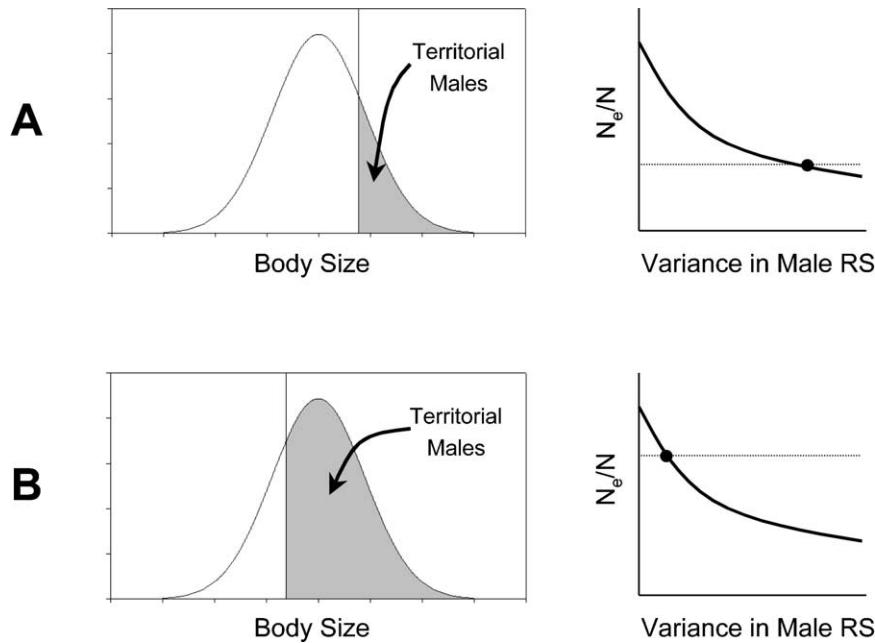 A
Territorial
Males
Body Size
Nₑ/N
Variance in Male RS
B
Territorial
Males
Body Size
Nₑ/N
Variance in Male RS